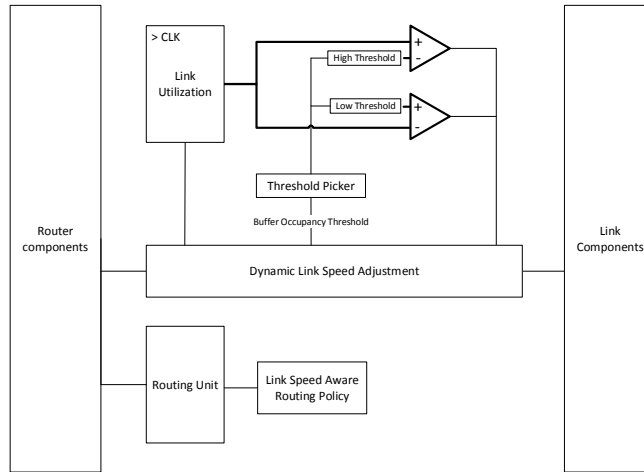 > CLK
Link
Utilization
+
-
High Threshold
Low Threshold
+
-
Threshold Picker
Buffer Occupancy Threshold
Router
components
Dynamic Link Speed Adjustment
Link
Components
Routing Unit
Link Speed Aware
Routing Policy